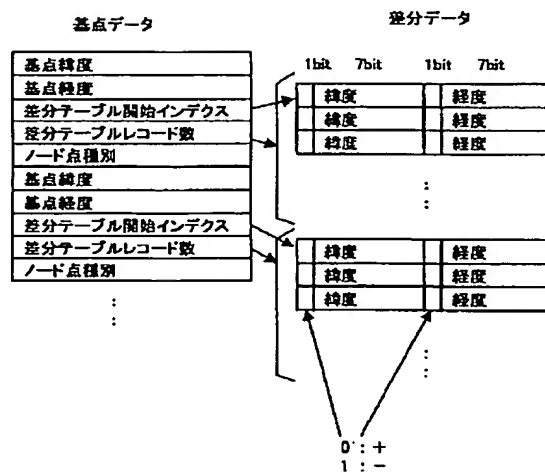 基点データ
基点緯度
基点経度
差分テーブル開始インデクス
差分テーブルレコード数
ノード点種別
基点緯度
基点経度
差分テーブル開始インデクス
差分テーブルレコード数
ノード点種別
:
:
差分データ
1bit 7bit 1bit 7bit
緯度 経度
緯度 経度
緯度 経度
: :
: :
緯度 経度
緯度 経度
緯度 経度
: :
: :
0 : +
1 : −